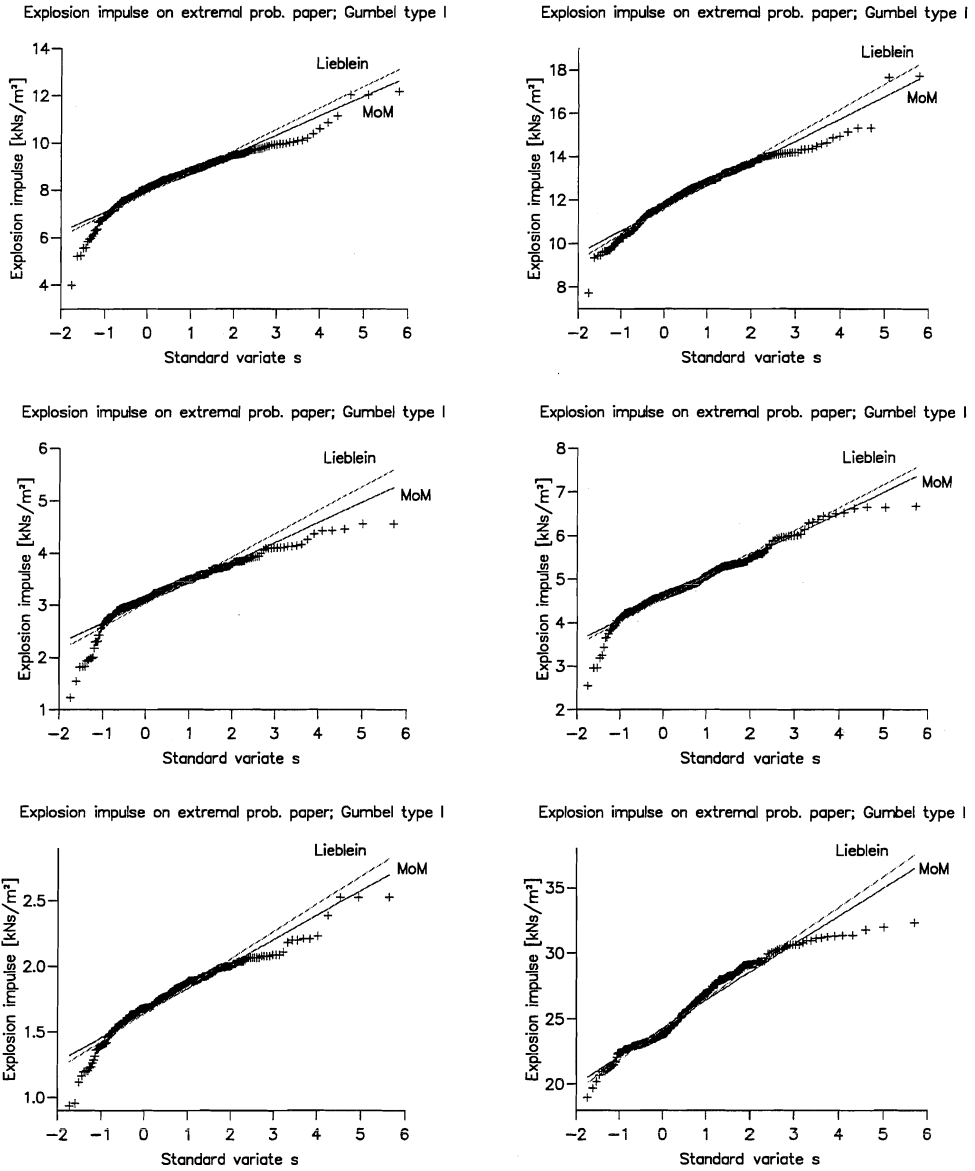 Explosion impulse on extremal prob. paper; Gumbel type I
Explosion impulse [kNs/m²]
14
12
10
8
6
4
Lieblein
MoM
-2 -1 0 1 2 3 4 5 6
Standard variate s
Explosion impulse on extremal prob. paper; Gumbel type I
Explosion impulse [kNs/m²]
18
16
14
12
10
8
Lieblein
MoM
-2 -1 0 1 2 3 4 5 6
Standard variate s
Explosion impulse on extremal prob. paper; Gumbel type I
Explosion impulse [kNs/m²]
6
5
4
3
2
1
Lieblein
MoM
-2 -1 0 1 2 3 4 5 6
Standard variate s
Explosion impulse on extremal prob. paper; Gumbel type I
Explosion impulse [kNs/m²]
8
7
6
5
4
3
2
Lieblein
MoM
-2 -1 0 1 2 3 4 5 6
Standard variate s
Explosion impulse on extremal prob. paper; Gumbel type I
Explosion impulse [kNs/m²]
2.5
2.0
1.5
1.0
Lieblein
MoM
-2 -1 0 1 2 3 4 5 6
Standard variate s
Explosion impulse on extremal prob. paper; Gumbel type I
Explosion impulse [kNs/m²]
35
30
25
20
Lieblein
MoM
-2 -1 0 1 2 3 4 5 6
Standard variate s